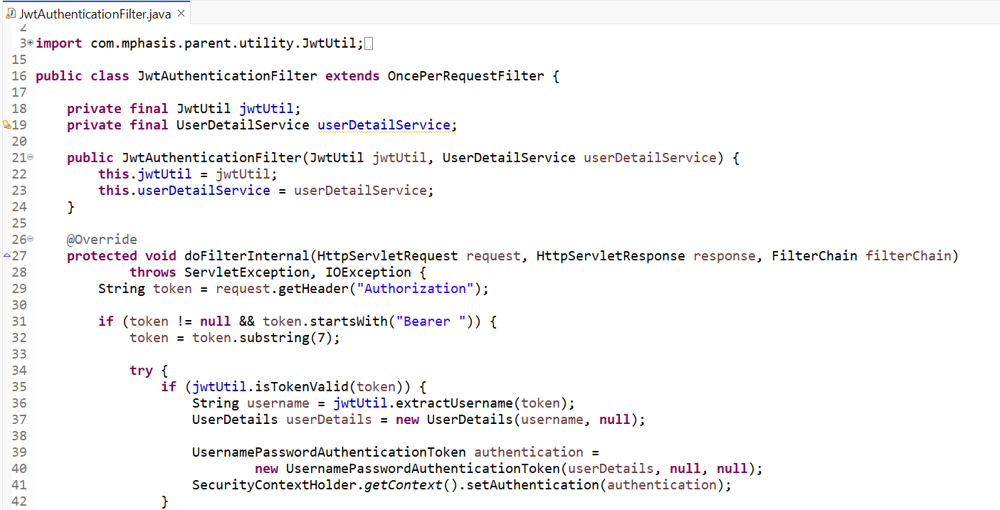 JwtAuthenticationFilter.java
2
3 import com.mphasis.parent.utility.JwtUtil;
15
16 public class JwtAuthenticationFilter extends OncePerRequestFilter {
17
18     private final JwtUtil jwtUtil;
19     private final UserDetailService userDetailService;
20
21     public JwtAuthenticationFilter(JwtUtil jwtUtil, UserDetailService userDetailService) {
22         this.jwtUtil = jwtUtil;
23         this.userDetailService = userDetailService;
24     }
25
26     @Override
27     protected void doFilterInternal(HttpServletRequest request, HttpServletResponse response, FilterChain filterChain)
28             throws ServletException, IOException {
29         String token = request.getHeader("Authorization");
30
31         if (token != null && token.startsWith("Bearer ")) {
32             token = token.substring(7);
33
34             try {
35                 if (jwtUtil.isTokenValid(token)) {
36                     String username = jwtUtil.extractUsername(token);
37                     UserDetails userDetails = new UserDetails(username, null);
38
39                     UsernamePasswordAuthenticationToken authentication =
40                             new UsernamePasswordAuthenticationToken(userDetails, null, null);
41                     SecurityContextHolder.getContext().setAuthentication(authentication);
42                 }